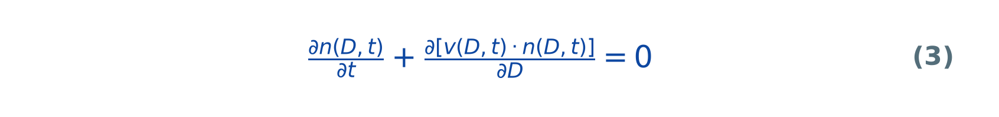 ∂n(D, t)/∂t + ∂[v(D, t) · n(D, t)]/∂D = 0 (3)